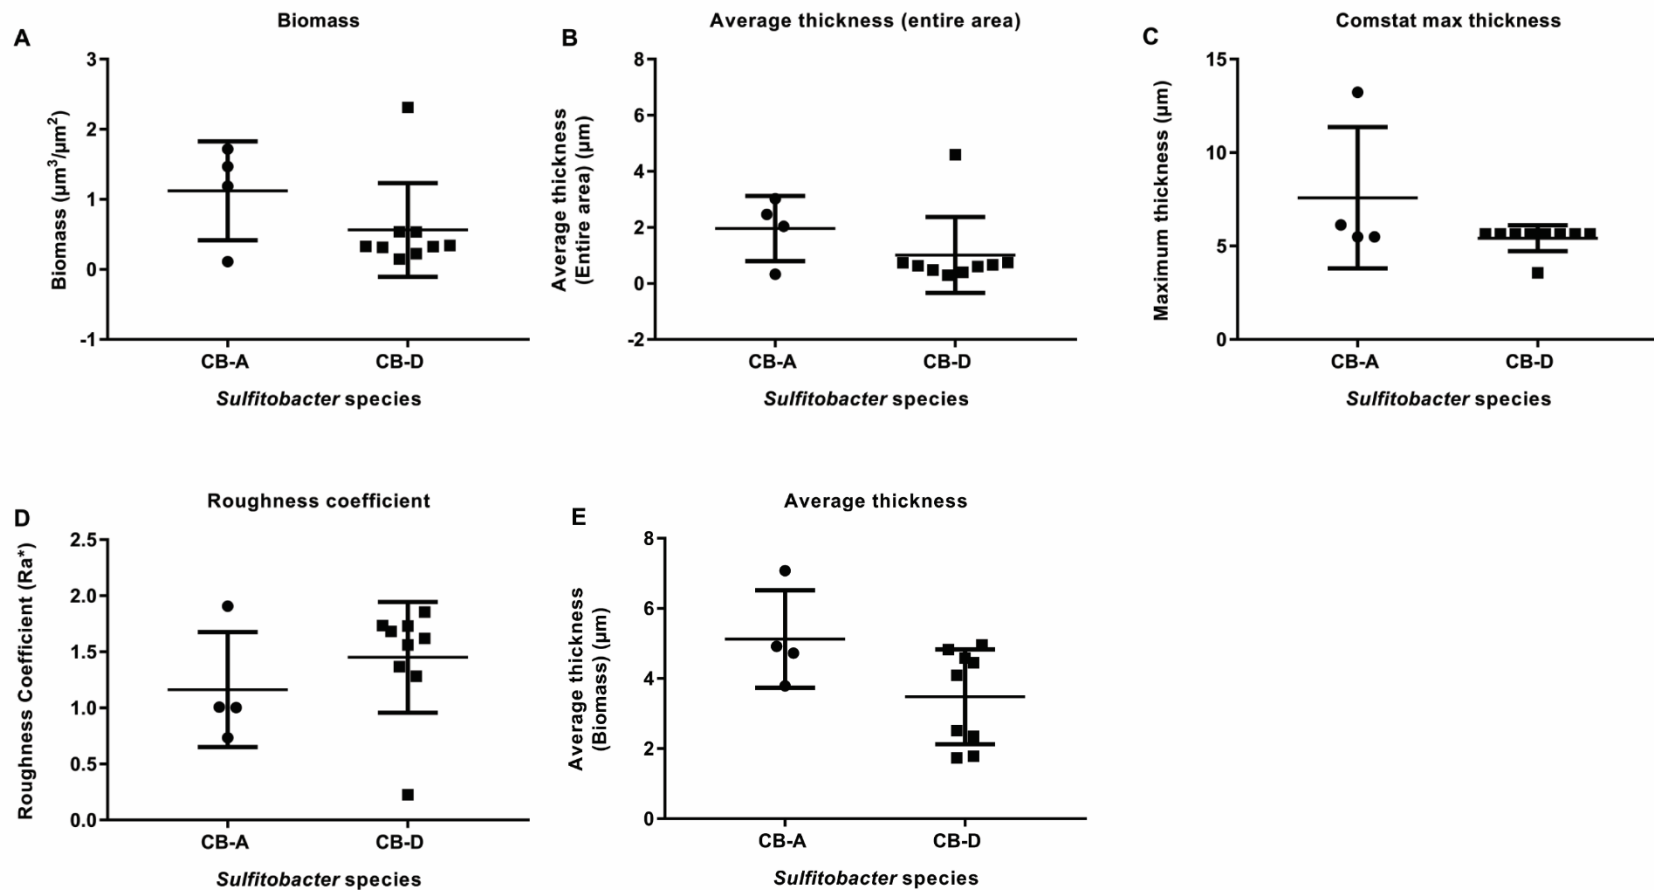 Biomass
A
3
2
1
0
-1
Biomass (µm³/µm²)
CB-A
CB-D
Sulfitobacter species
Average thickness (entire area)
B
8
6
4
2
0
-2
Average thickness
(Entire area) (µm)
CB-A
CB-D
Sulfitobacter species
Comstat max thickness
C
15
10
5
0
Maximum thickness (µm)
CB-A
CB-D
Sulfitobacter species
Roughness coefficient
D
2.5
2.0
1.5
1.0
0.5
0.0
Roughness Coefficient (Ra*)
CB-A
CB-D
Sulfitobacter species
Average thickness
E
8
6
4
2
0
Average thickness
(Biomass) (µm)
CB-A
CB-D
Sulfitobacter species